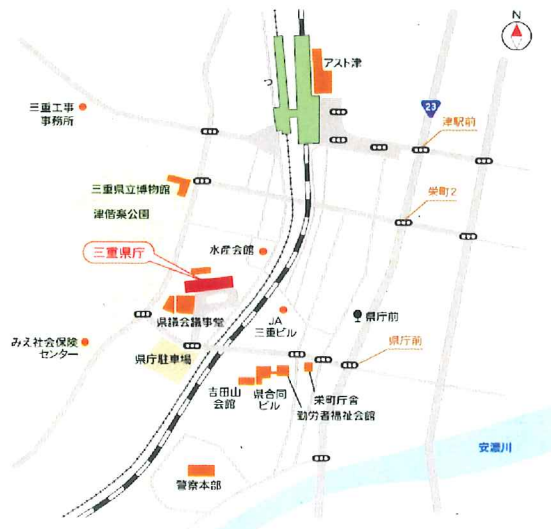 N
アスト津
つ
23
三重工事
事務所
津駅前
三重県立博物館
栄町2
津偕楽公園
三重県庁
水産会館
県議会議事堂
JA
三重ビル
県庁前
みえ社会保険
センター
県庁駐車場
県庁前
吉田山
会館
県合同
ビル
栄町庁舎
勤労者福祉会館
安濃川
警察本部